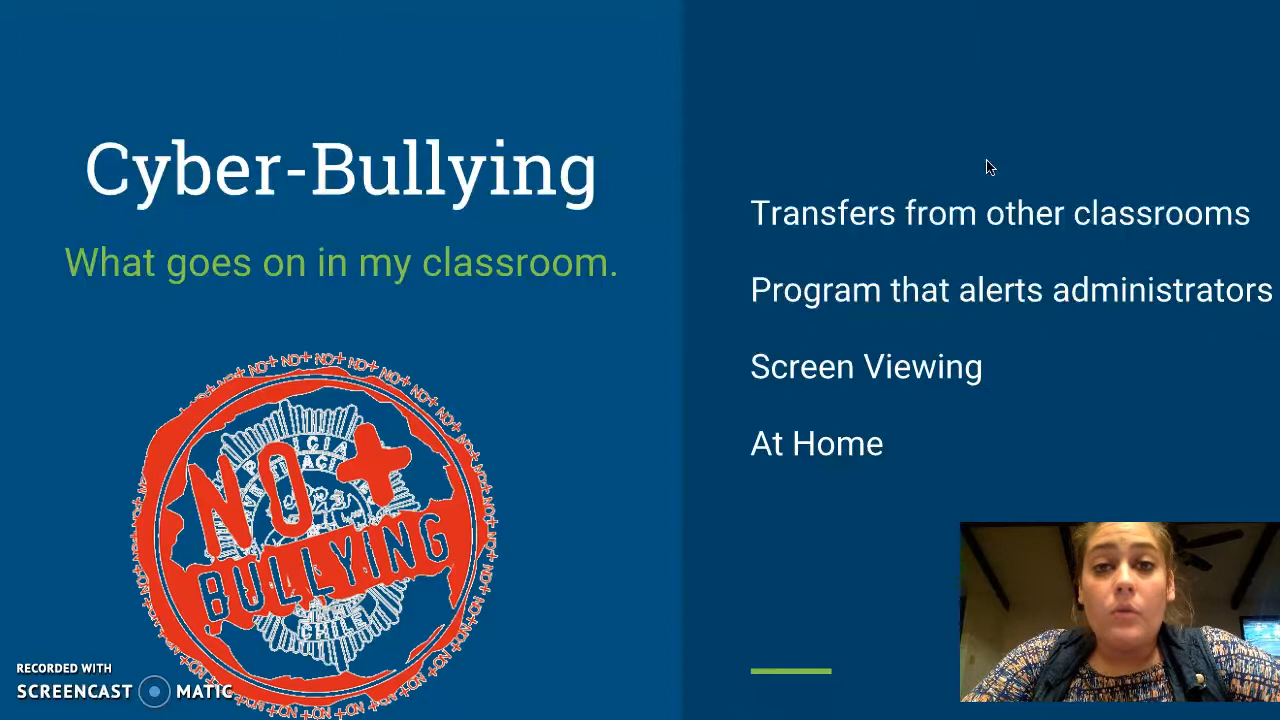 Cyber-Bullying
What goes on in my classroom.
Transfers from other classrooms
Program that alerts administrators
Screen Viewing
At Home
NO+
BULLYING
CHILE
RECORDED WITH
SCREENCAST MATIC